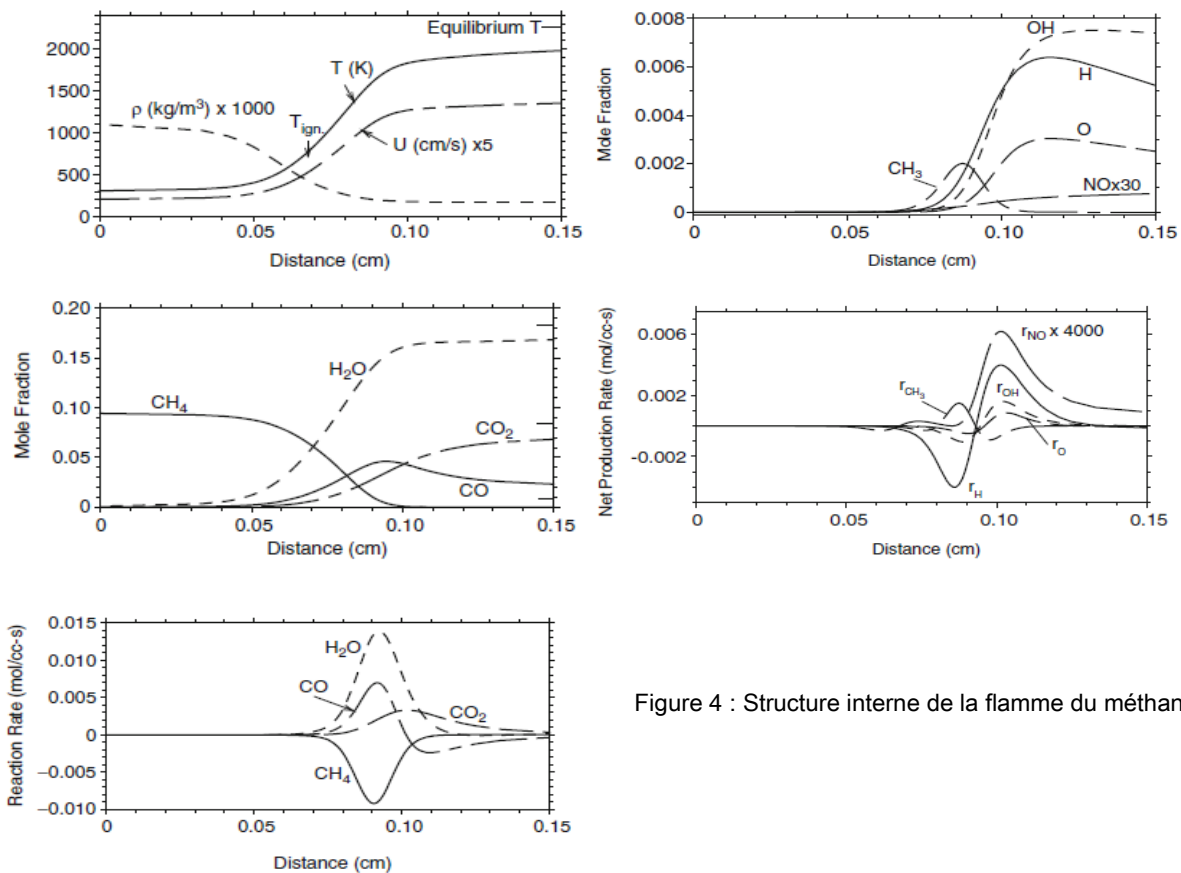 Equilibrium T
2000
1500
1000
500
0
T (K)
ρ (kg/m³) x 1000
T ign.
U (cm/s) x5
0 0.05 0.10 0.15
Distance (cm)
Mole Fraction
0.008
0.006
0.004
0.002
0
OH
H
O
CH₃
NOx30
0 0.05 0.10 0.15
Distance (cm)
Mole Fraction
0.20
0.15
0.10
0.05
0
CH₄
H₂O
CO₂
CO
0 0.05 0.10 0.15
Distance (cm)
Net Production Rate (mol/cc-s)
0.006
0.002
-0.002
r NO x 4000
r CH₃
r OH
r O
r H
0 0.05 0.10 0.15
Distance (cm)
Reaction Rate (mol/cc-s)
0.015
0.010
0.005
0
−0.005
−0.010
H₂O
CO
CO₂
CH₄
0 0.05 0.10 0.15
Distance (cm)
Figure 4 : Structure interne de la flamme du méthan